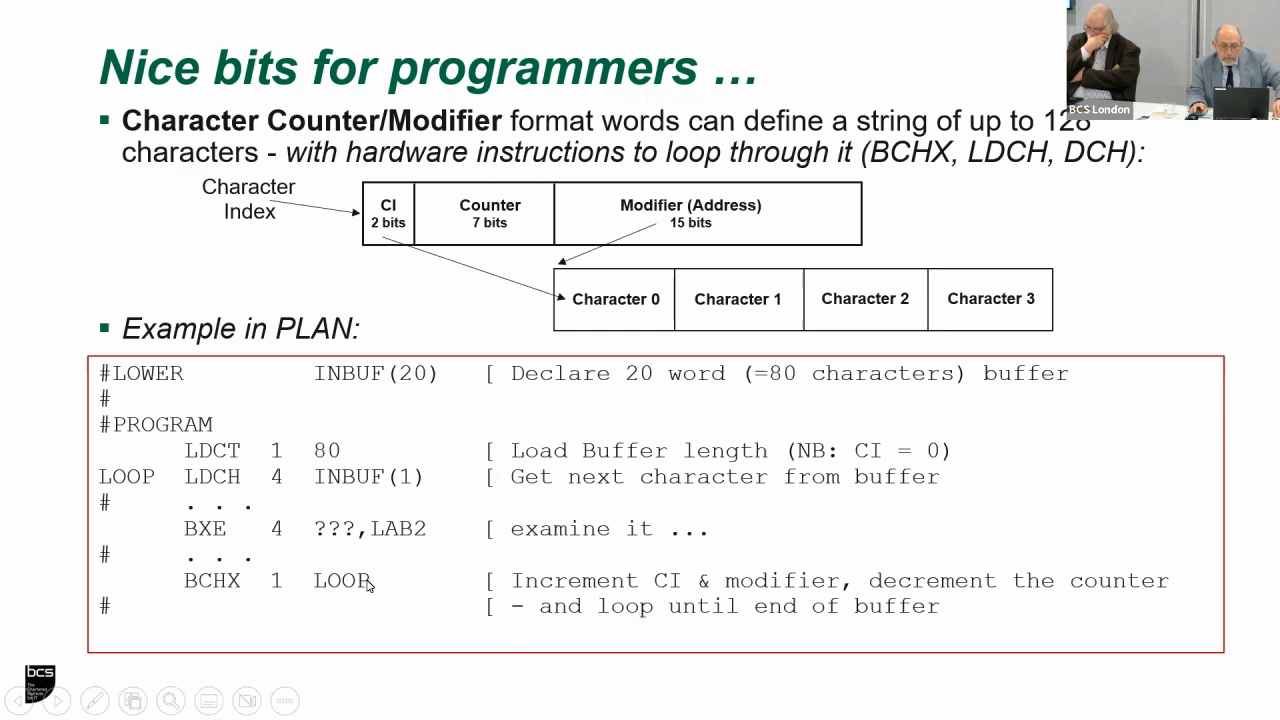 Nice bits for programmers …
▪ Character Counter/Modifier format words can define a string of up to 128
characters - with hardware instructions to loop through it (BCHX, LDCH, DCH):
BCS London
Character
Index
CI
2 bits
Counter
7 bits
Modifier (Address)
15 bits
Character 0
Character 1
Character 2
Character 3
▪ Example in PLAN:
#LOWER INBUF(20) [ Declare 20 word (=80 characters) buffer
#
#PROGRAM
LDCT 1 80 [ Load Buffer length (NB: CI = 0)
LOOP LDCH 4 INBUF(1) [ Get next character from buffer
# . . .
BXE 4 ???,LAB2 [ examine it ...
# . . .
BCHX 1 LOOP [ Increment CI & modifier, decrement the counter
# [ - and loop until end of buffer
bcs